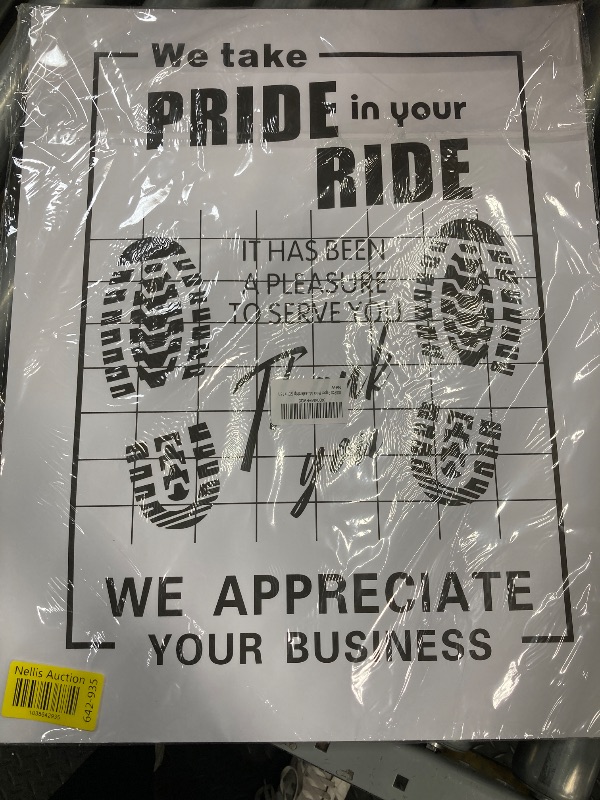 We take
PRIDE in your
RIDE
IT HAS BEEN
A PLEASURE
TO SERVE YOU
Thank
you
WE APPRECIATE
YOUR BUSINESS
Nellis Auction
642-935